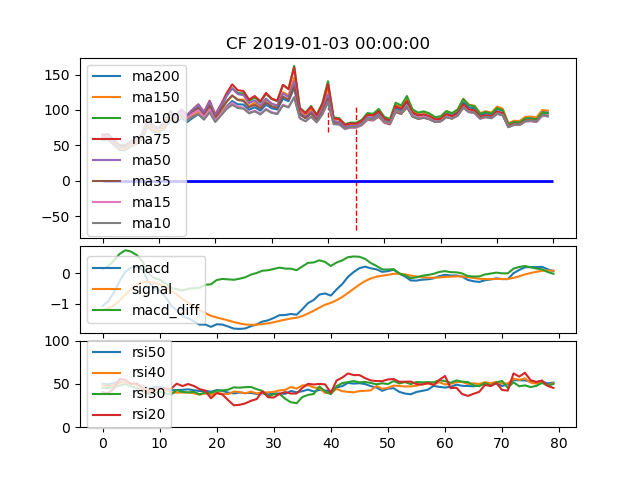 CF 2019-01-03 00:00:00
150
100
50
0
−50
ma200
ma150
ma100
ma75
ma50
ma35
ma15
ma10
0
−1
macd
signal
macd_diff
100
50
0
rsi50
rsi40
rsi30
rsi20
0 10 20 30 40 50 60 70 80